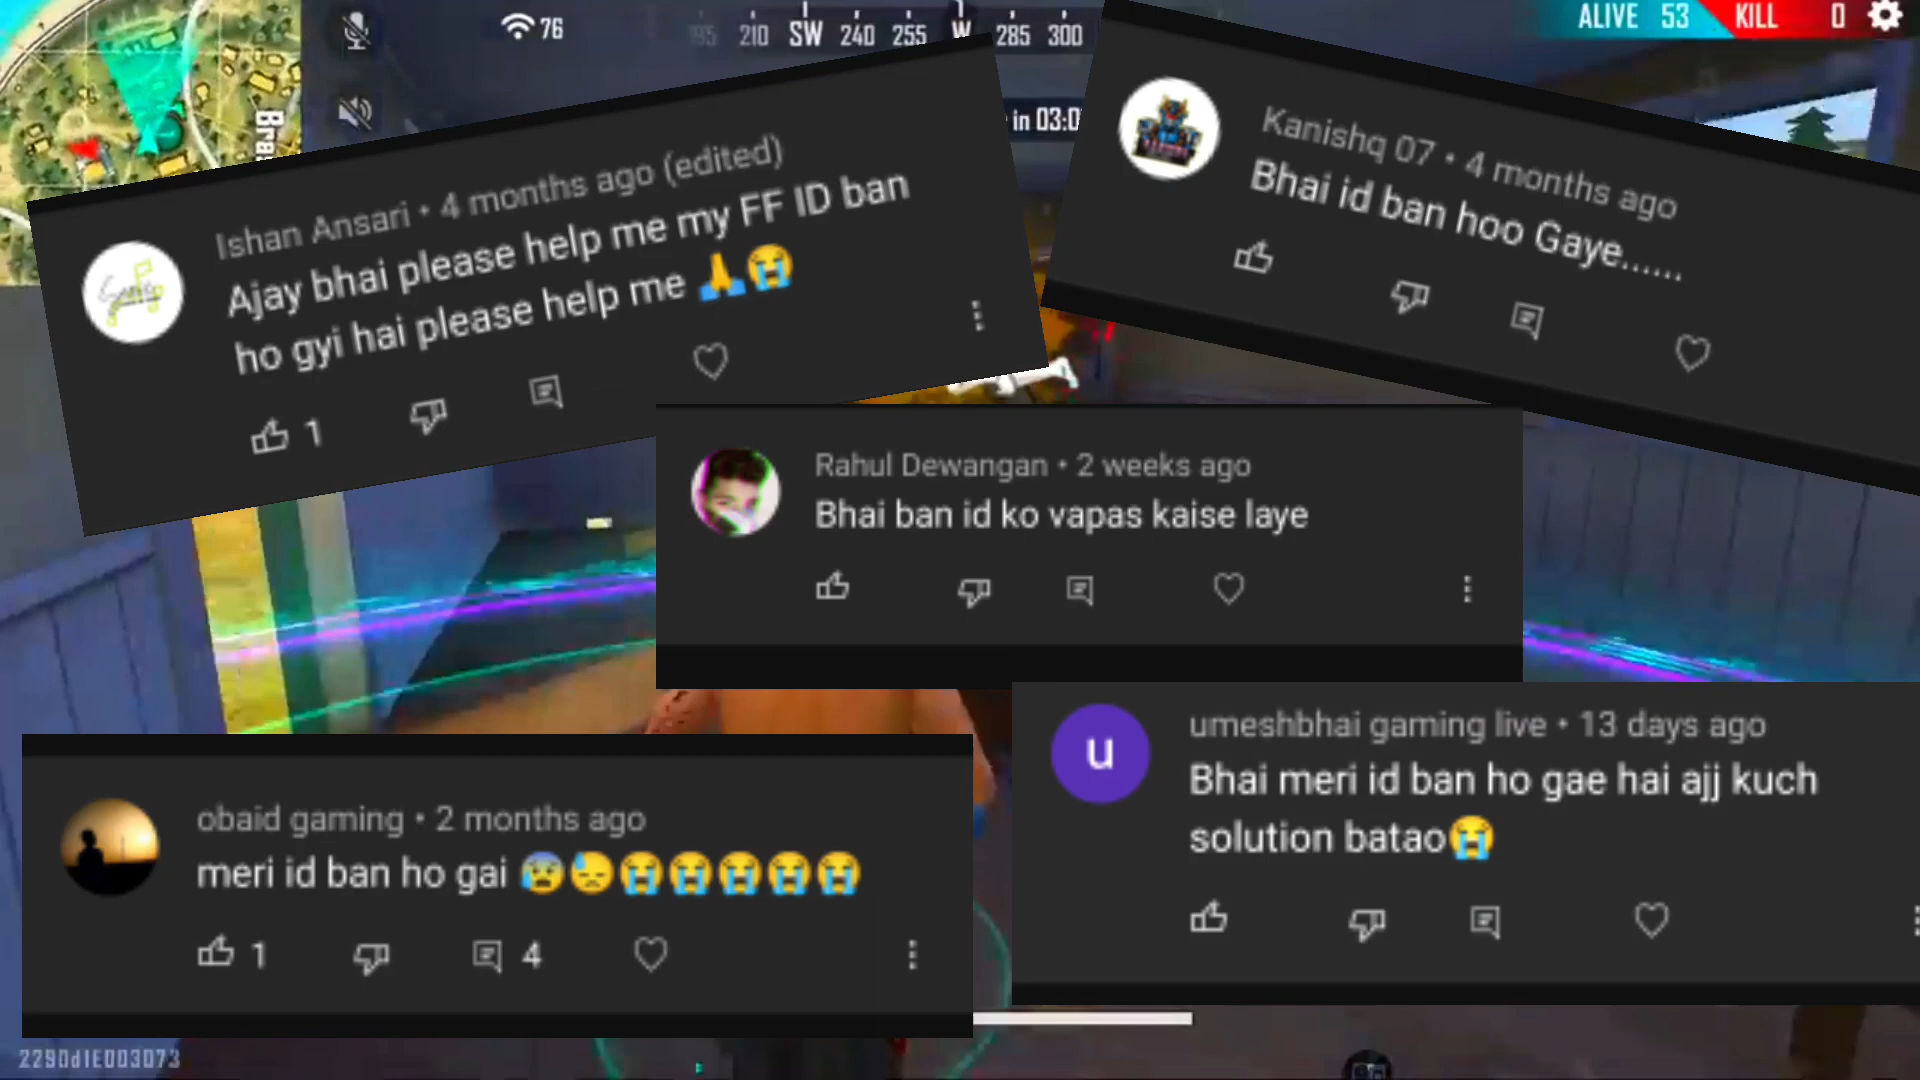 76
195 210 SW 240 255 W 285 300
ALIVE 53 KILL 0
in 03:0
Bras
Ishan Ansari • 4 months ago (edited)
Ajay bhai please help me my FF ID ban
ho gyi hai please help me 🙏😭
1
Kanishq 07 • 4 months ago
Bhai id ban hoo Gaye......
Rahul Dewangan • 2 weeks ago
Bhai ban id ko vapas kaise laye
u
umeshbhai gaming live • 13 days ago
Bhai meri id ban ho gae hai ajj kuch
solution batao😭
obaid gaming • 2 months ago
meri id ban ho gai 😰😓😭😭😭😭😭
1 4
2290d1E003073